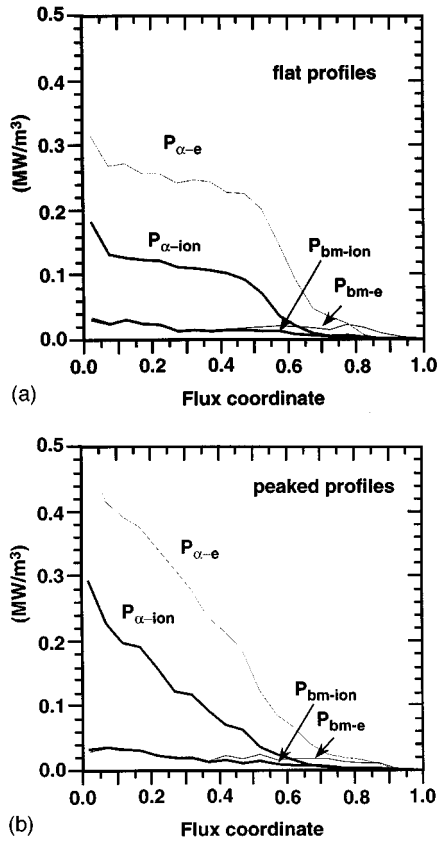 0.5
flat profiles
0.4
(MW/m³)
0.3
Pα−e
0.2
Pα−ion
Pbm-ion
0.1
Pbm-e
0.0
0.0 0.2 0.4 0.6 0.8 1.0
(a)
Flux coordinate
0.5
peaked profiles
0.4
Pα−e
(MW/m³)
0.3
Pα−ion
0.2
Pbm-ion
0.1
Pbm-e
0.0
0.0 0.2 0.4 0.6 0.8 1.0
(b)
Flux coordinate